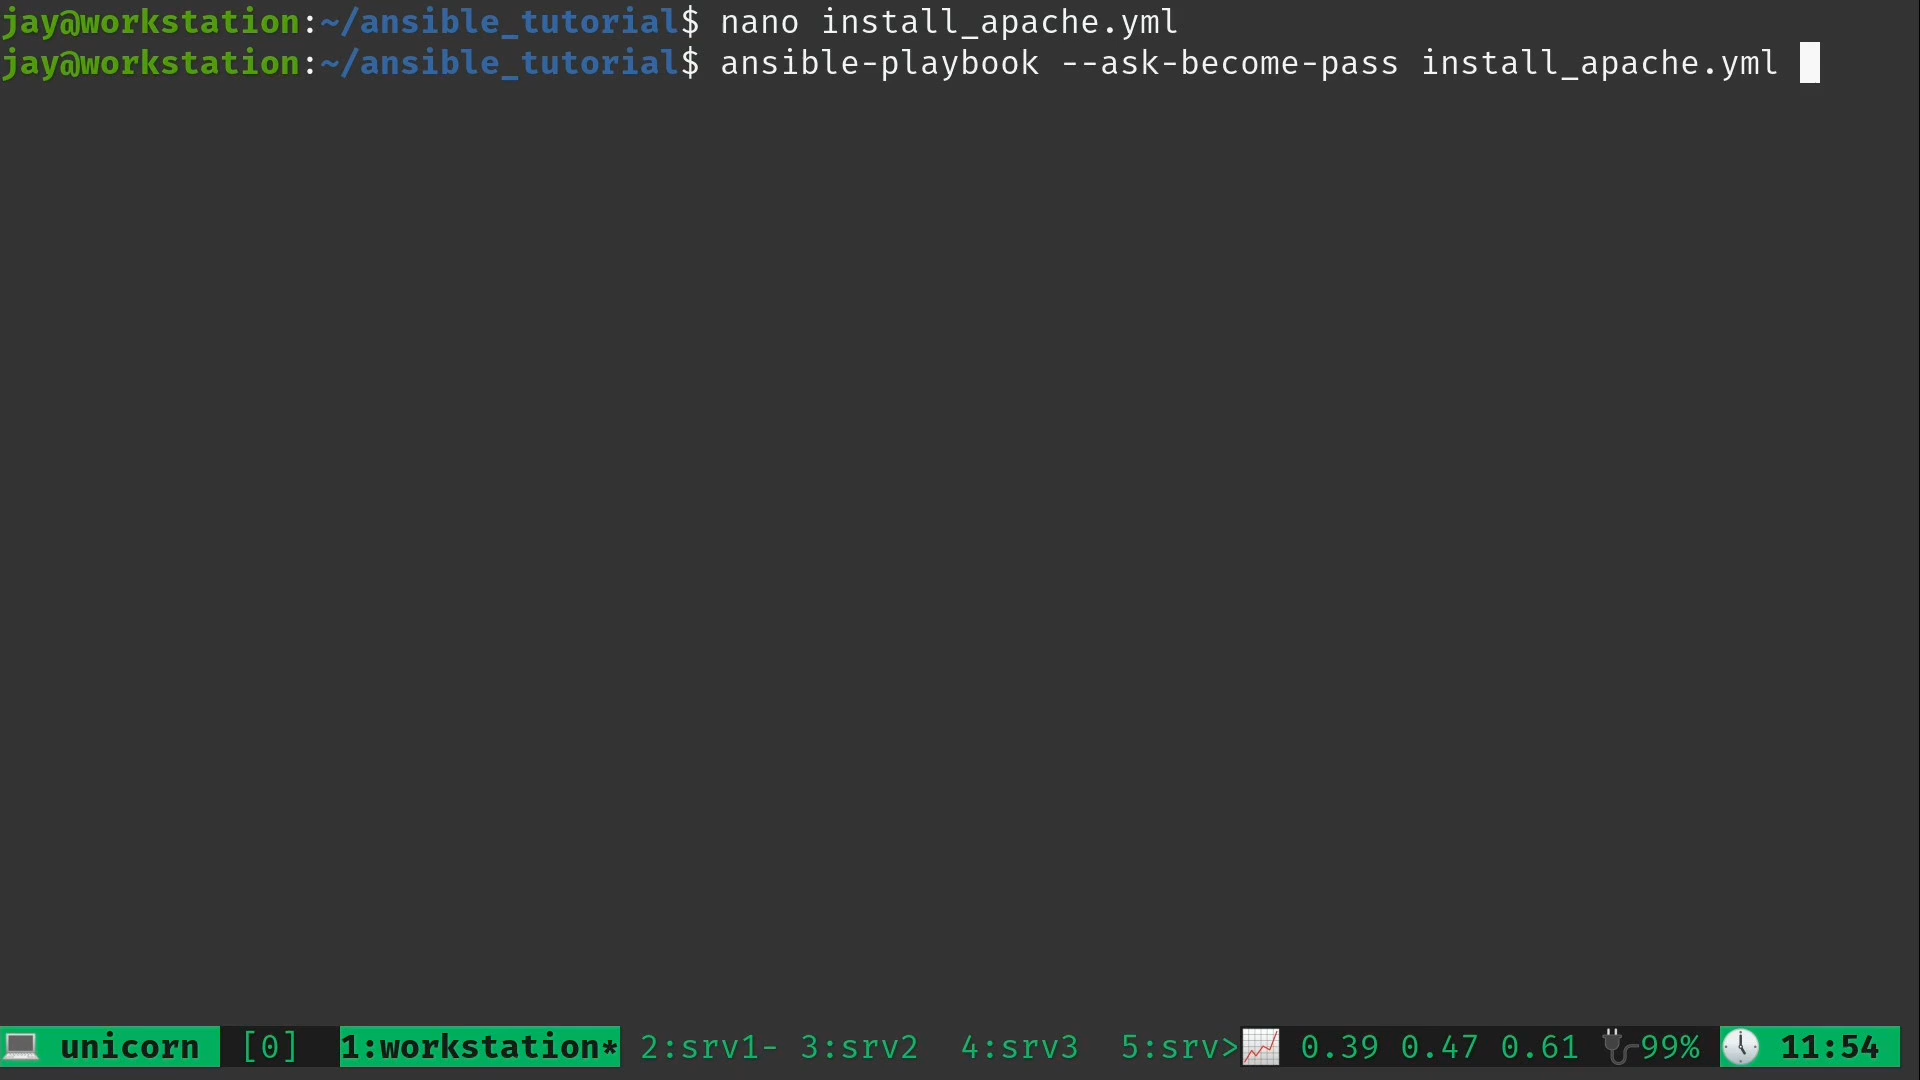 jay@workstation:~/ansible_tutorial$ nano install_apache.yml
jay@workstation:~/ansible_tutorial$ ansible-playbook --ask-become-pass install_apache.yml
unicorn [0] 1:workstation* 2:srv1- 3:srv2 4:srv3 5:srv> 0.39 0.47 0.61 99% 11:54